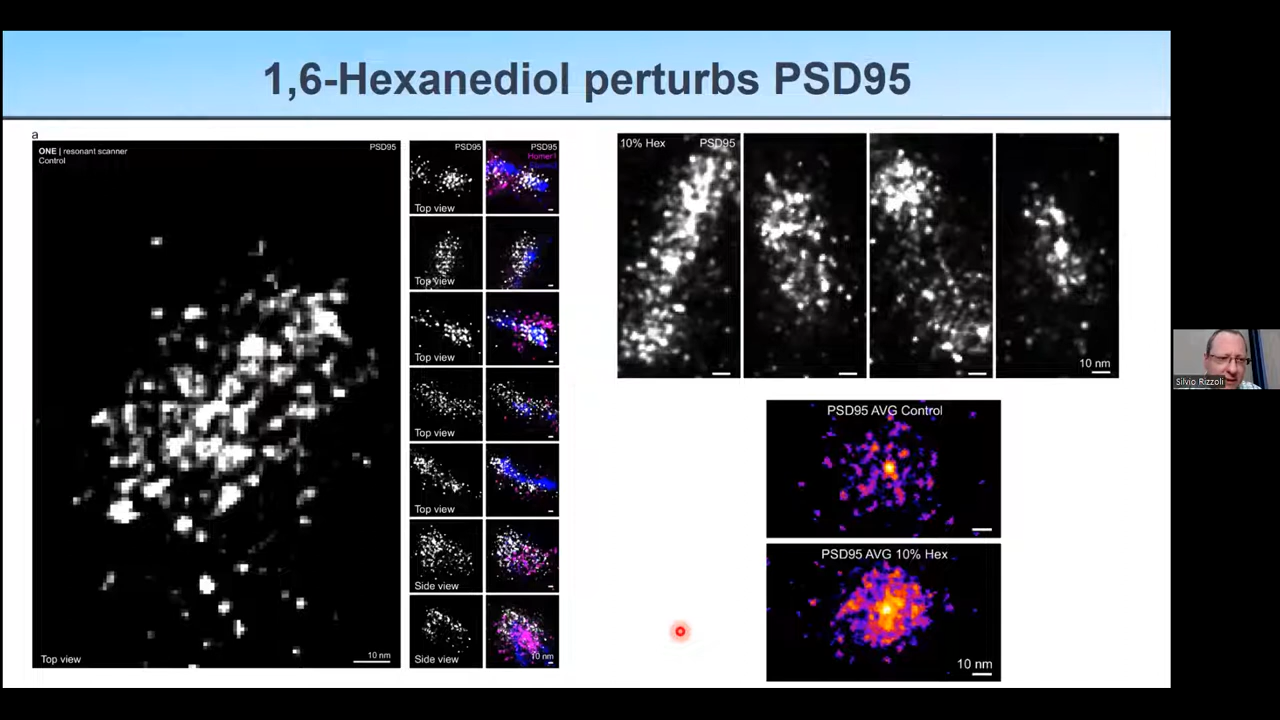 1,6-Hexanediol perturbs PSD95
a
ONE | resonant scanner
Control
PSD95
Top view
10 nm
PSD95
Top view
PSD95
Homer1
Top view
Top view
Top view
Top view
Side view
Side view
10 nm
10% Hex
PSD95
10 nm
PSD95 AVG Control
PSD95 AVG 10% Hex
10 nm
Silvio Rizzoli